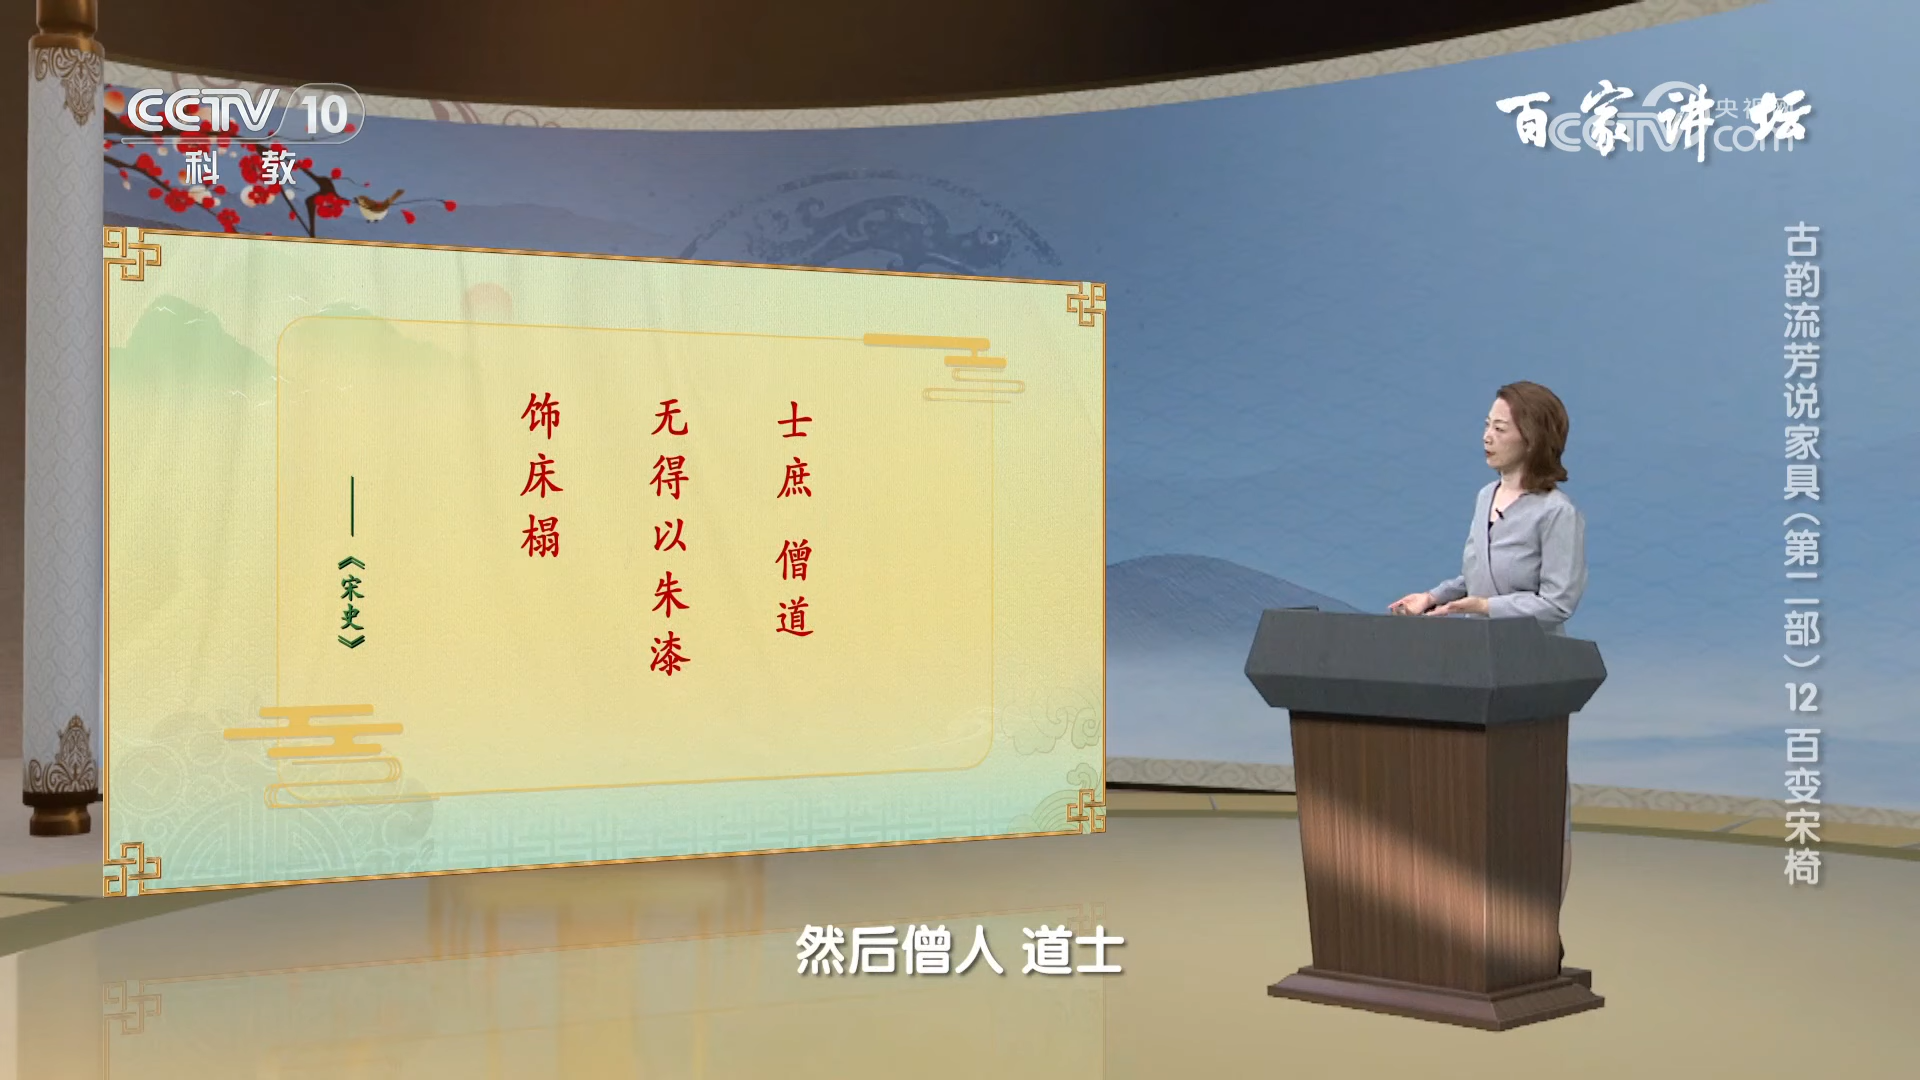 CCTV 10
科 教
百家讲坛
央视网
CCTV.com
士庶 僧道
无得以朱漆
饰床榻
——《宋史》
古韵流芳说家具（第二部）12 百变宋椅
然后僧人 道士